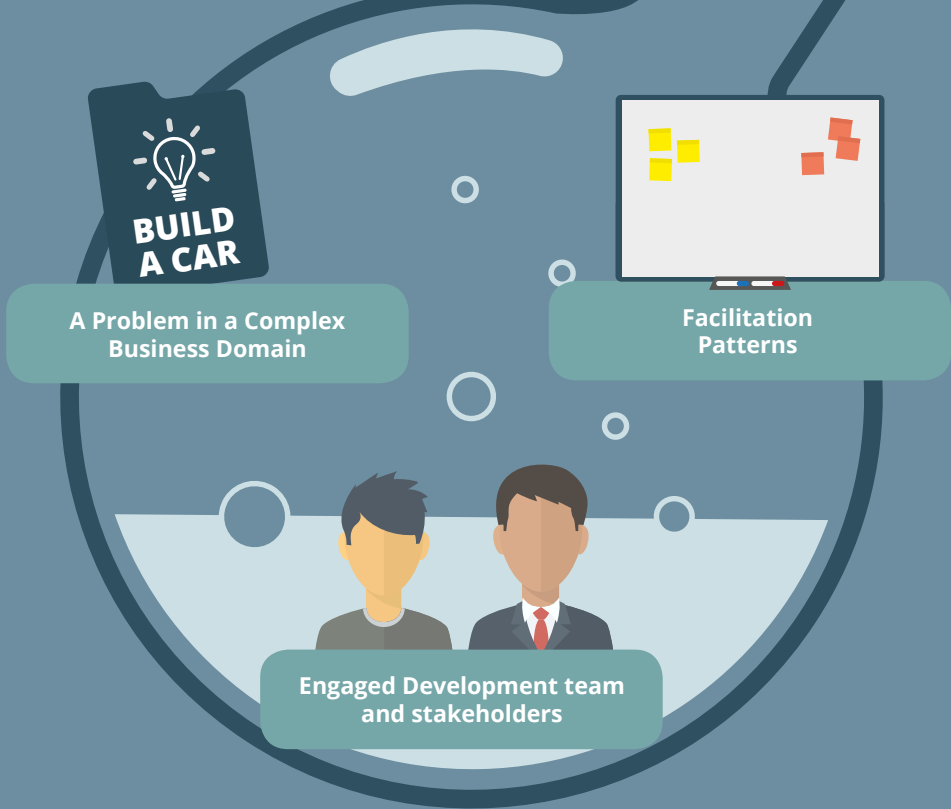 BUILD
A CAR
A Problem in a Complex
Business Domain
Facilitation
Patterns
Engaged Development team
and stakeholders